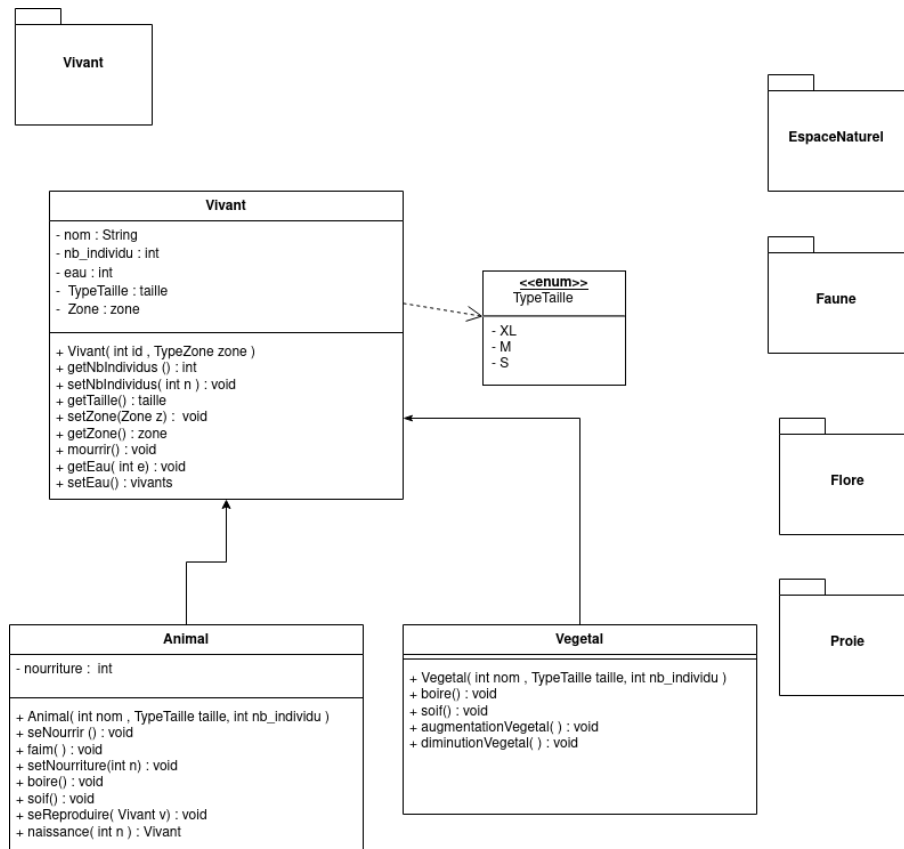 Vivant
EspaceNaturel
Faune
Flore
Proie
Vivant
- nom : String
- nb_individu : int
- eau : int
- TypeTaille : taille
- Zone : zone
+ Vivant( int id , TypeZone zone )
+ getNbIndividus () : int
+ setNbIndividus( int n ) : void
+ getTaille() : taille
+ setZone(Zone z) : void
+ getZone() : zone
+ mourrir() : void
+ getEau( int e) : void
+ setEau() : vivants
<<enum>>
TypeTaille
- XL
- M
- S
Animal
- nourriture : int
+ Animal( int nom , TypeTaille taille, int nb_individu )
+ seNourrir () : void
+ faim( ) : void
+ setNourriture(int n) : void
+ boire() : void
+ soif() : void
+ seReproduire( Vivant v) : void
+ naissance( int n ) : Vivant
Vegetal
+ Vegetal( int nom , TypeTaille taille, int nb_individu )
+ boire() : void
+ soif() : void
+ augmentationVegetal( ) : void
+ diminutionVegetal( ) : void